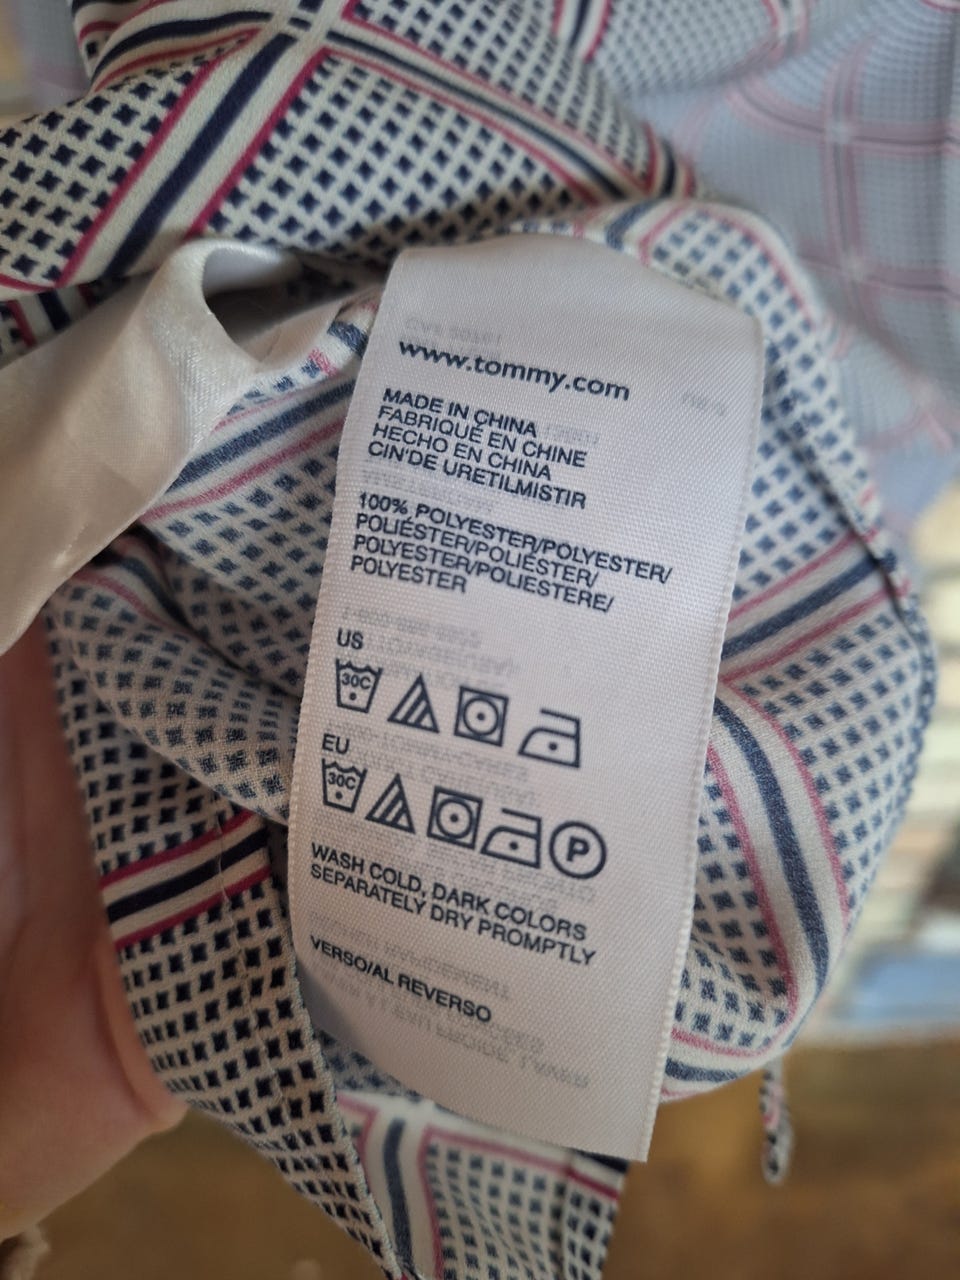 www.tommy.com
MADE IN CHINA
FABRIQUÉ EN CHINE
HECHO EN CHINA
CIN'DE URETILMISTIR
100% POLYESTER/POLYESTER/
POLIÉSTER/POLIÉSTER/
POLYESTER/POLIESTERE/
POLYESTER
US
30C
EU
30C P
WASH COLD, DARK COLORS
SEPARATELY DRY PROMPTLY
VERSO/AL REVERSO